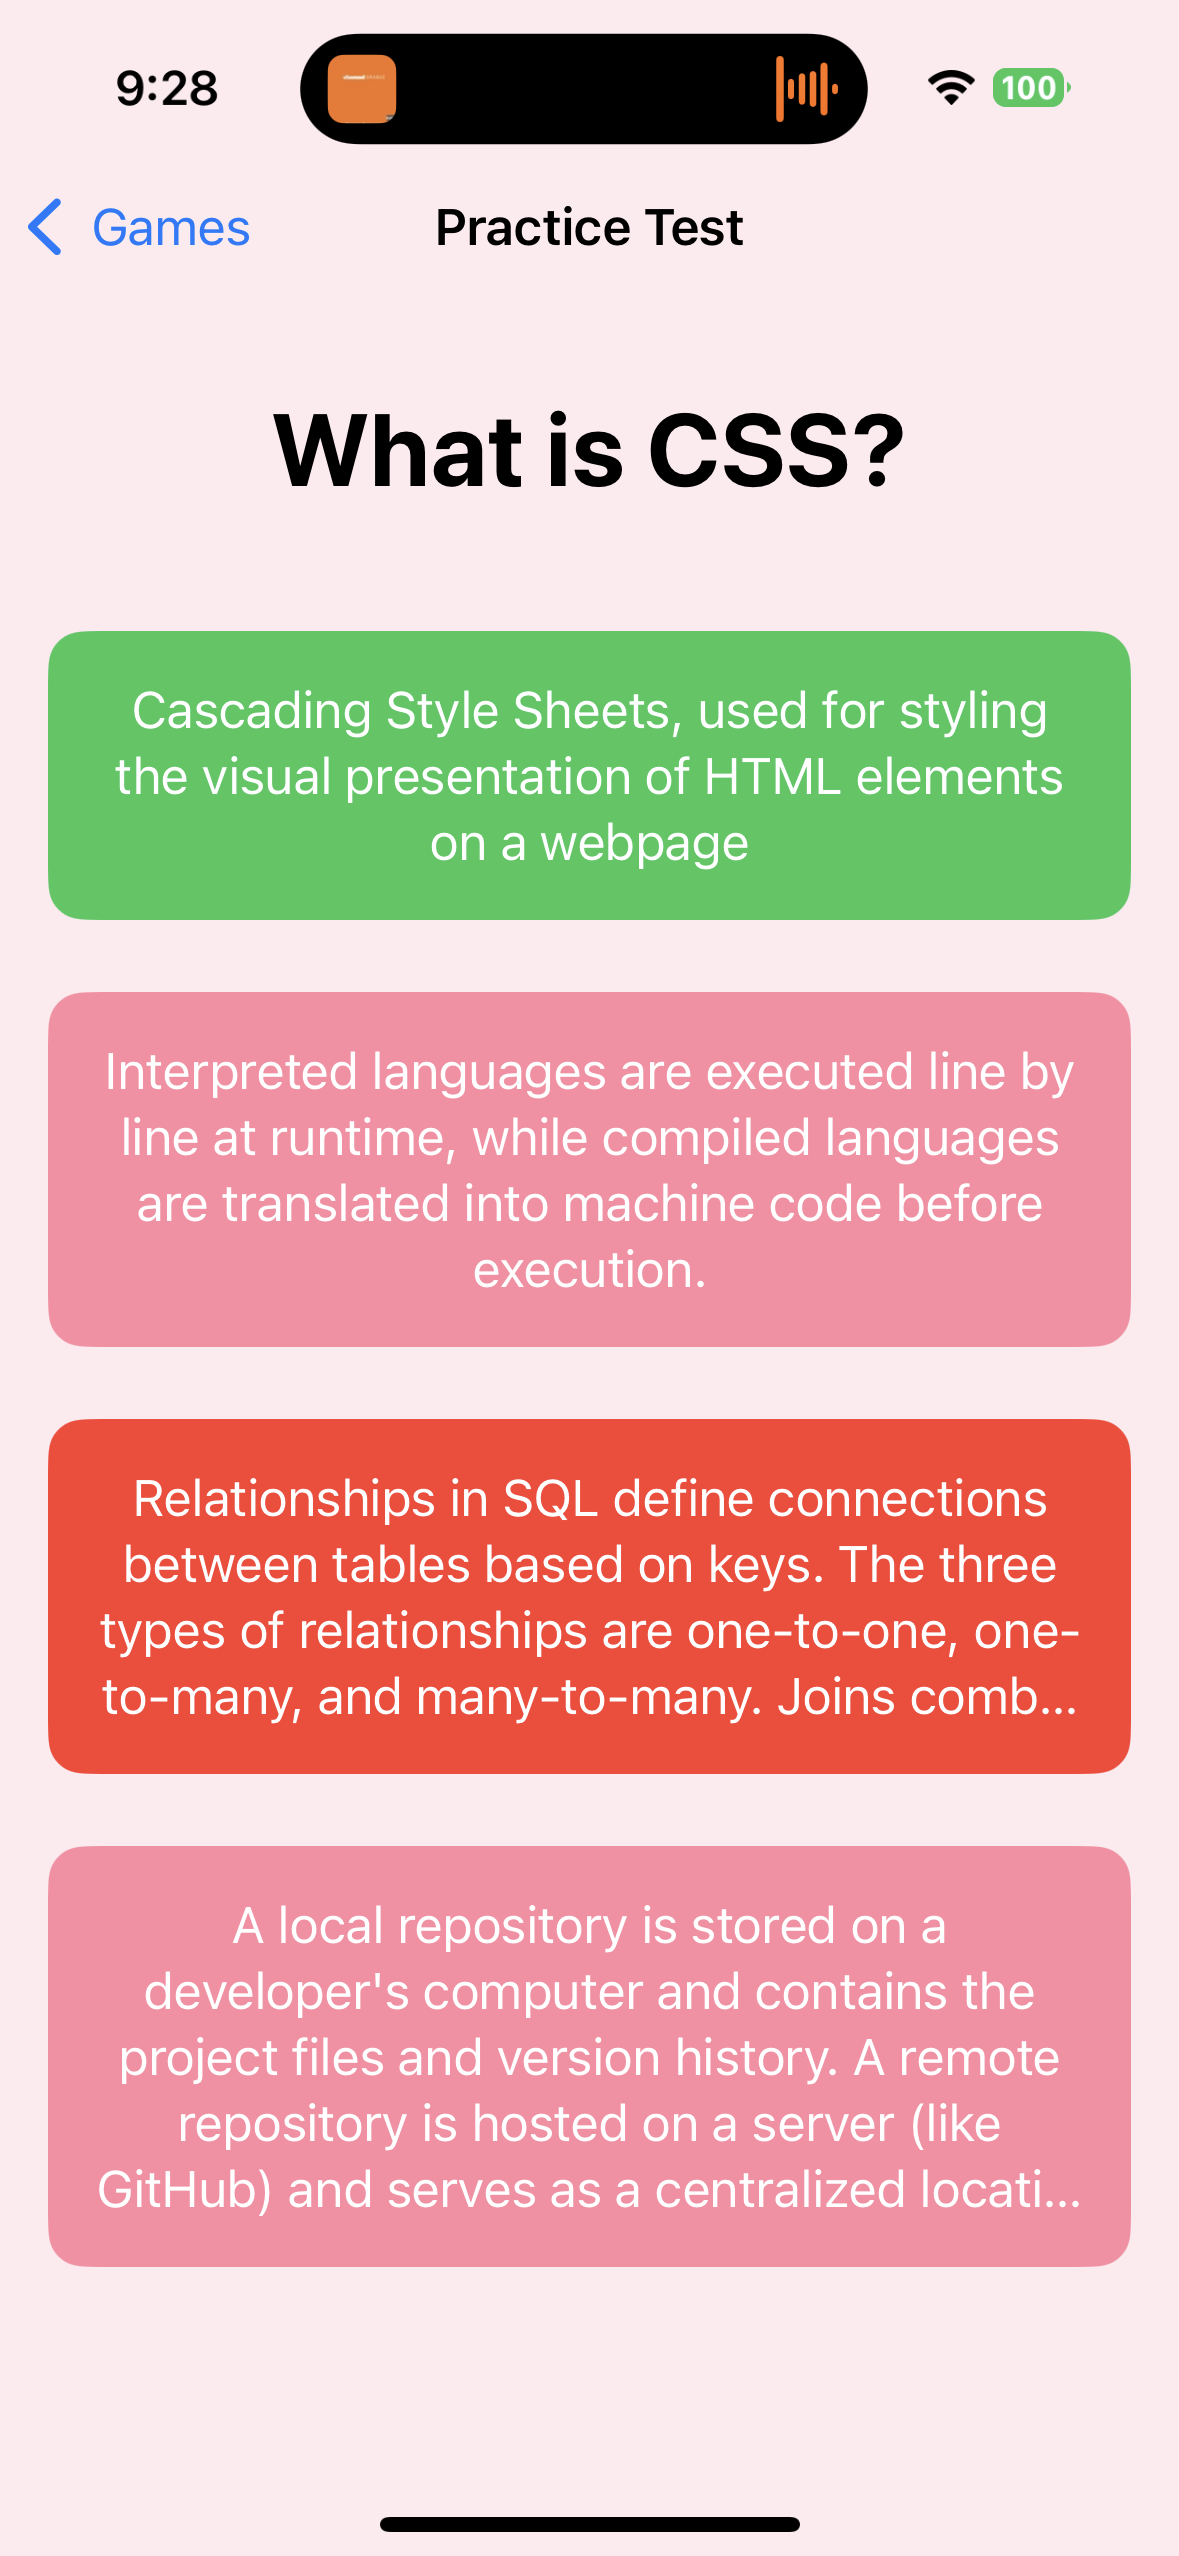 9:28
100
Games
Practice Test
What is CSS?
Cascading Style Sheets, used for styling
the visual presentation of HTML elements
on a webpage
Interpreted languages are executed line by
line at runtime, while compiled languages
are translated into machine code before
execution.
Relationships in SQL define connections
between tables based on keys. The three
types of relationships are one-to-one, one-
to-many, and many-to-many. Joins comb...
A local repository is stored on a
developer's computer and contains the
project files and version history. A remote
repository is hosted on a server (like
GitHub) and serves as a centralized locati...